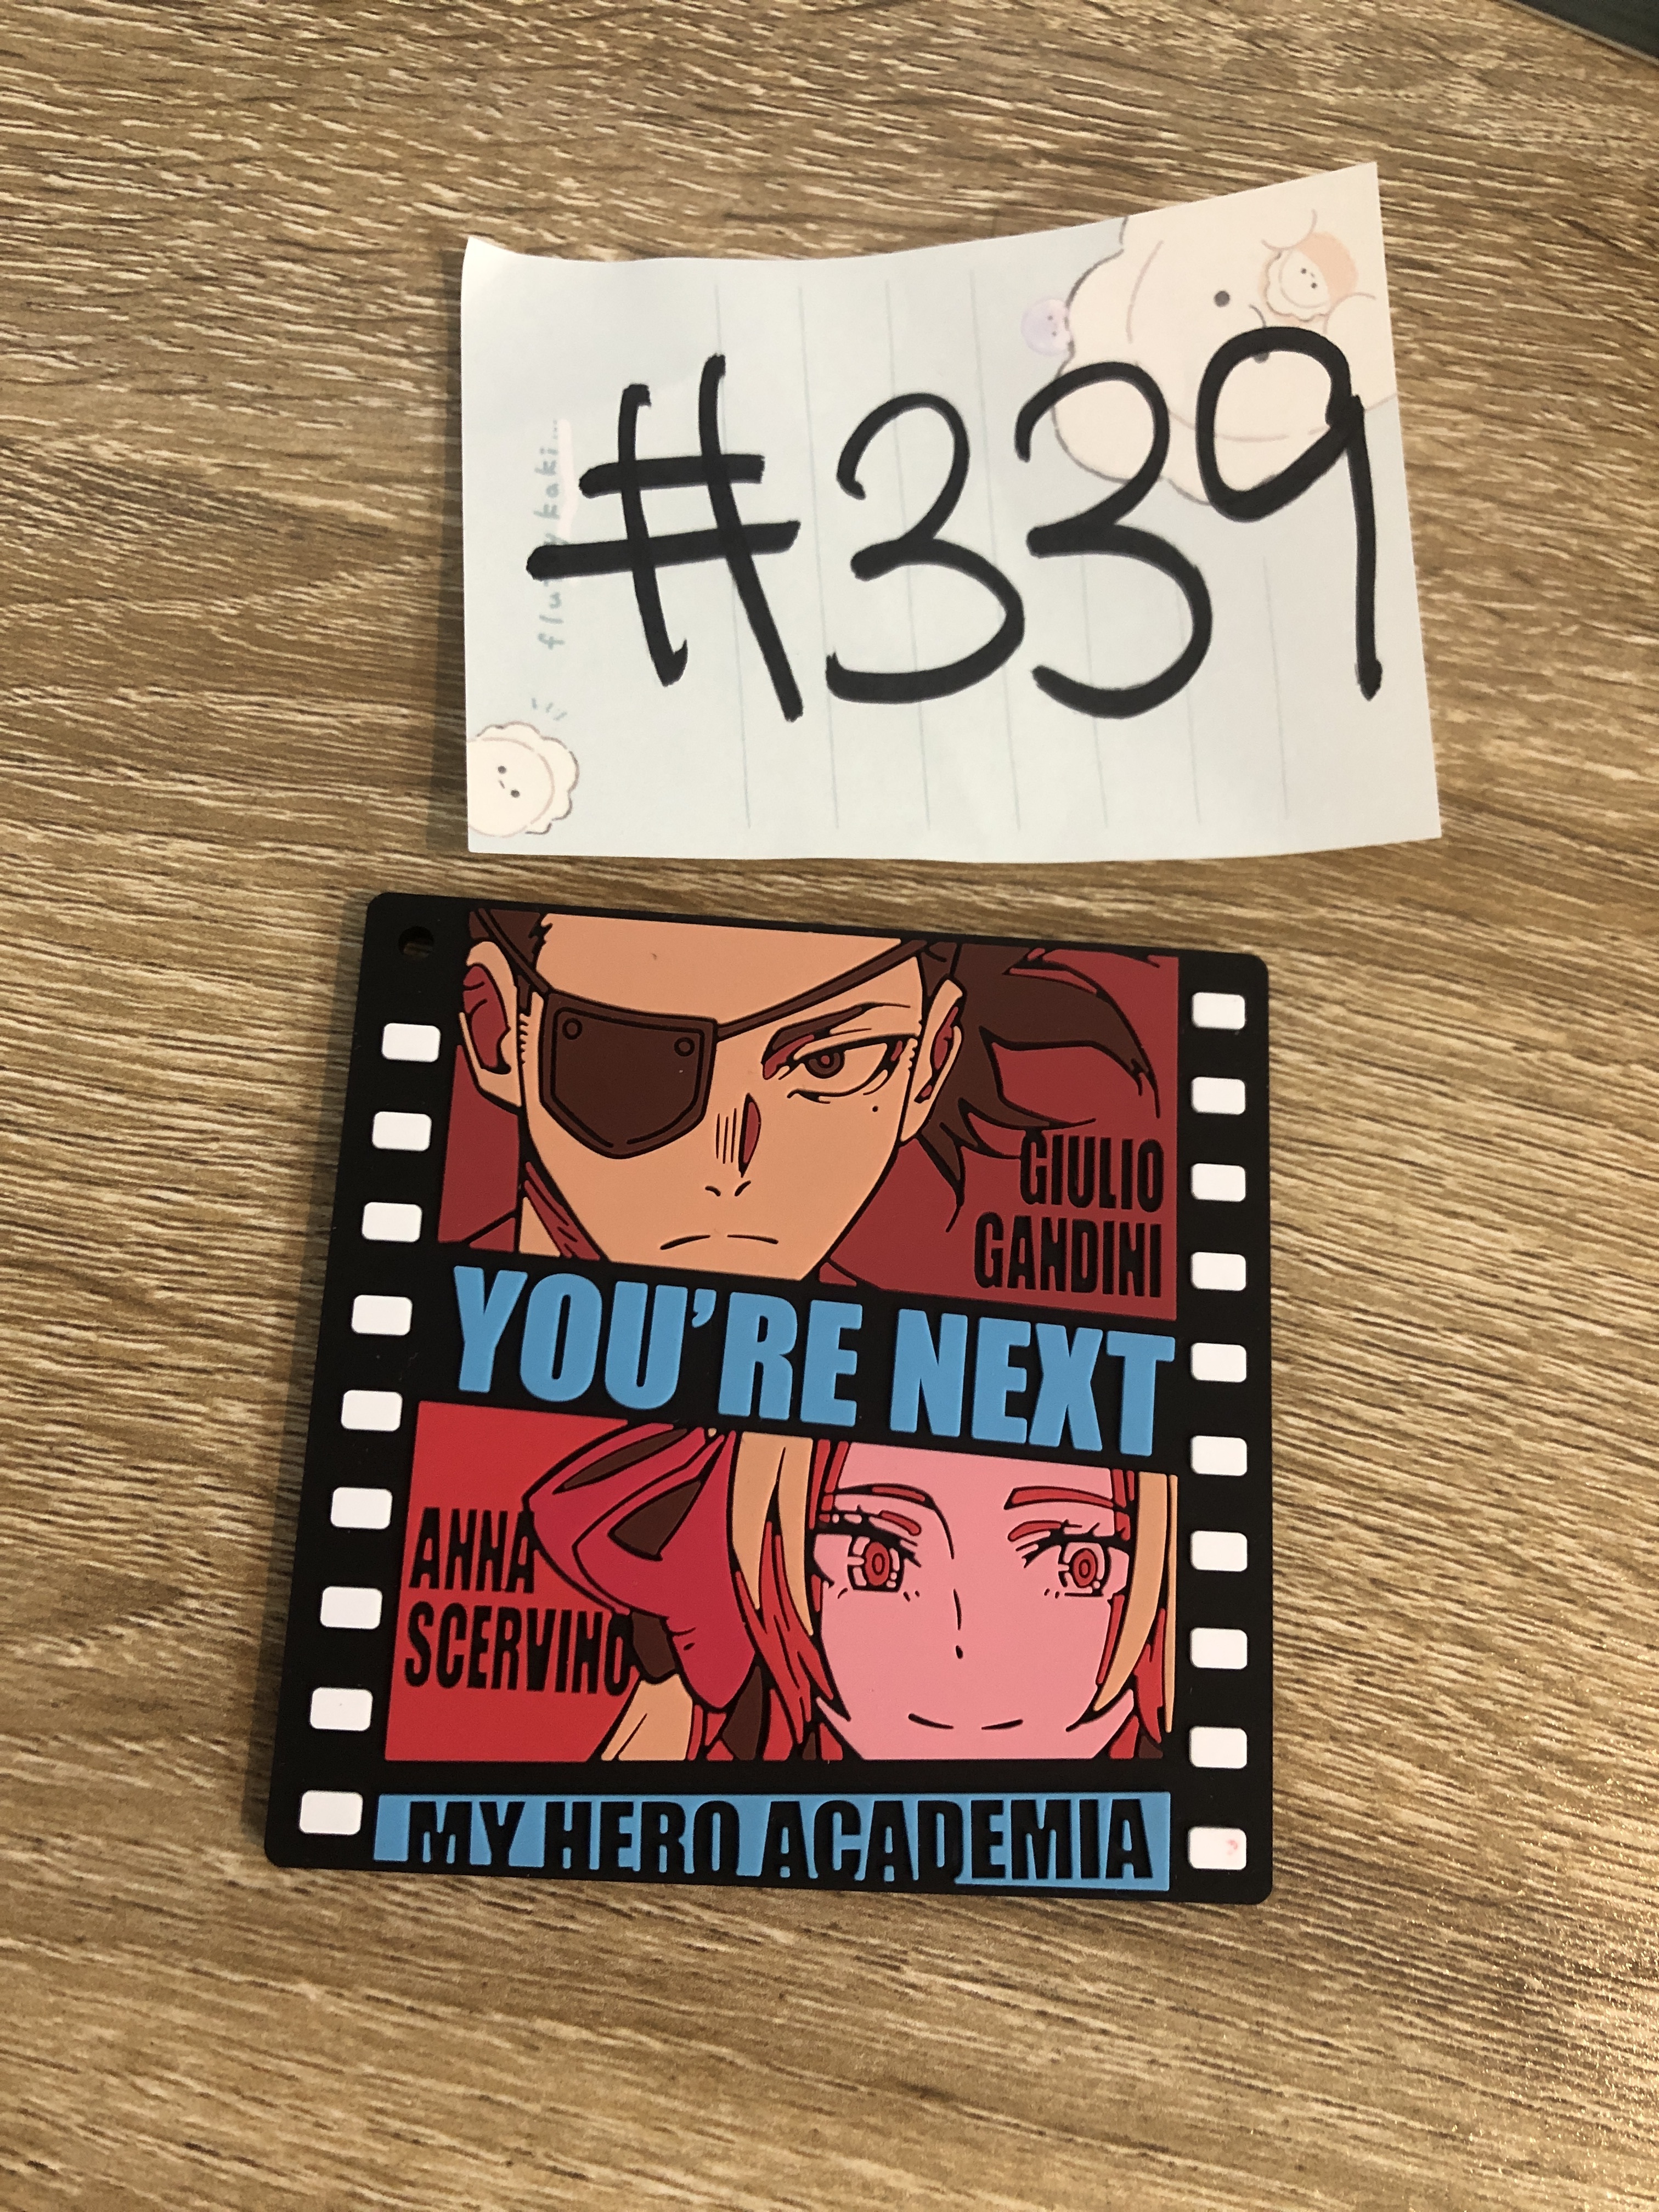 #339
GIULIO
GANDINI
YOU'RE NEXT
ANNA
SCERVINO
MY HERO ACADEMIA